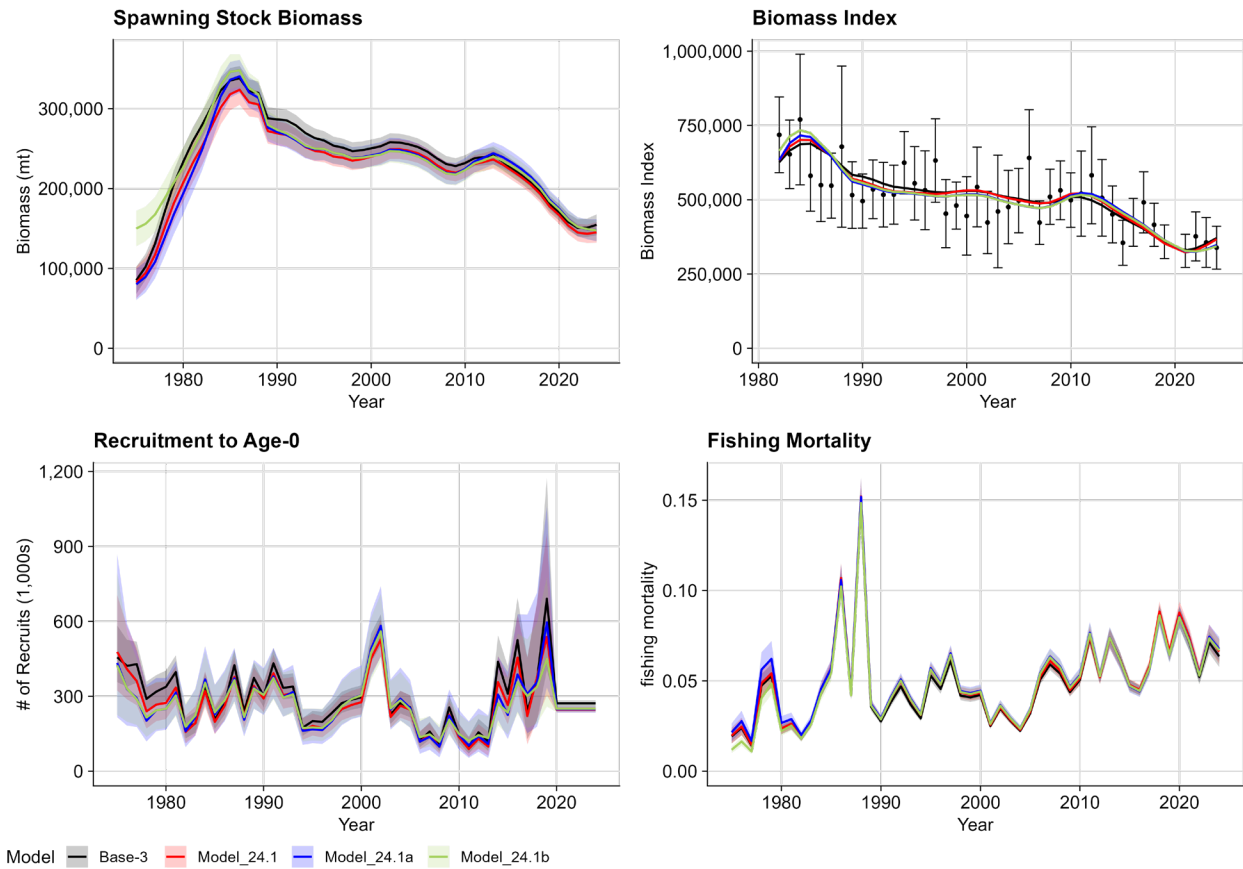 Spawning Stock Biomass
Biomass (mt)
300,000
200,000
100,000
0
1980 1990 2000 2010 2020
Year
Biomass Index
Biomass Index
1,000,000
750,000
500,000
250,000
0
1980 1990 2000 2010 2020
Year
Recruitment to Age-0
# of Recruits (1,000s)
1,200
900
600
300
0
1980 1990 2000 2010 2020
Year
Fishing Mortality
fishing mortality
0.15
0.10
0.05
0.00
1980 1990 2000 2010 2020
Year
Model Base-3 Model_24.1 Model_24.1a Model_24.1b